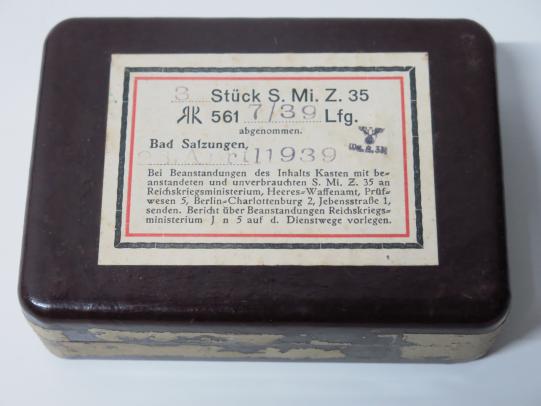 3 Stück S. Mi. Z. 35
RK 561 7/39 Lfg.
abgenommen.
Bad Salzungen,
April 1939
Bei Beanstandungen des Inhalts Kasten mit be=
anstandeten und unverbrauchten S. Mi. Z. 35 an
Reichskriegsministerium, Heeres=Waffenamt, Prüf=
wesen 5, Berlin=Charlottenburg 2, Jebensstraße 1,
senden. Bericht über Beanstandungen Reichskriegs=
ministerium J n 5 auf d. Dienstwege vorlegen.